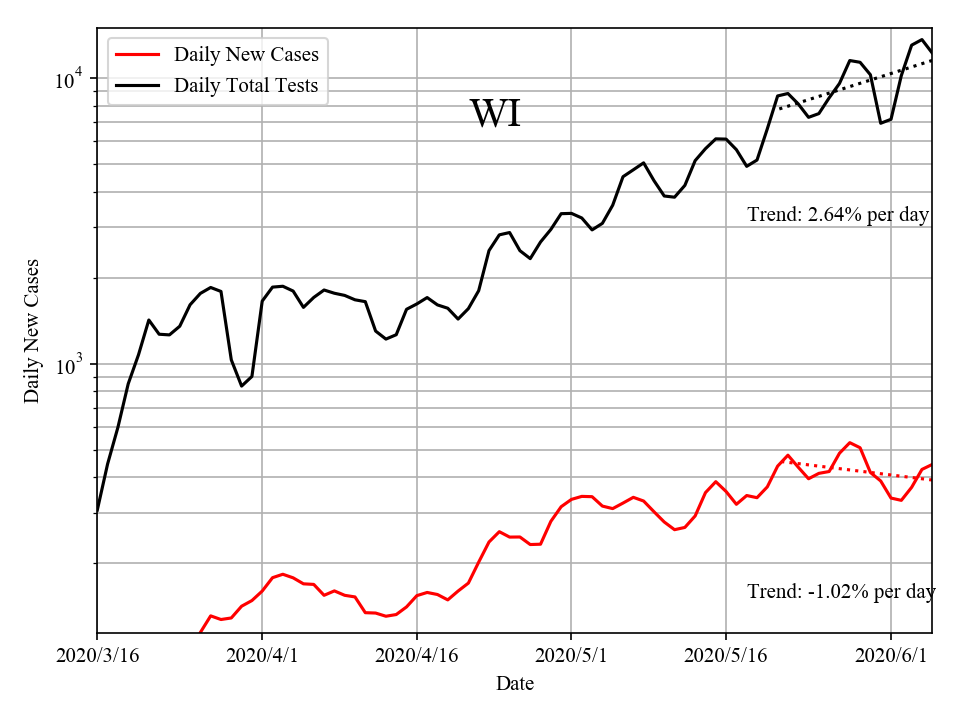 Daily New Cases
Daily Total Tests
WI
10^4
10^3
Daily New Cases
Trend: 2.64% per day
Trend: -1.02% per day
2020/3/16 2020/4/1 2020/4/16 2020/5/1 2020/5/16 2020/6/1
Date